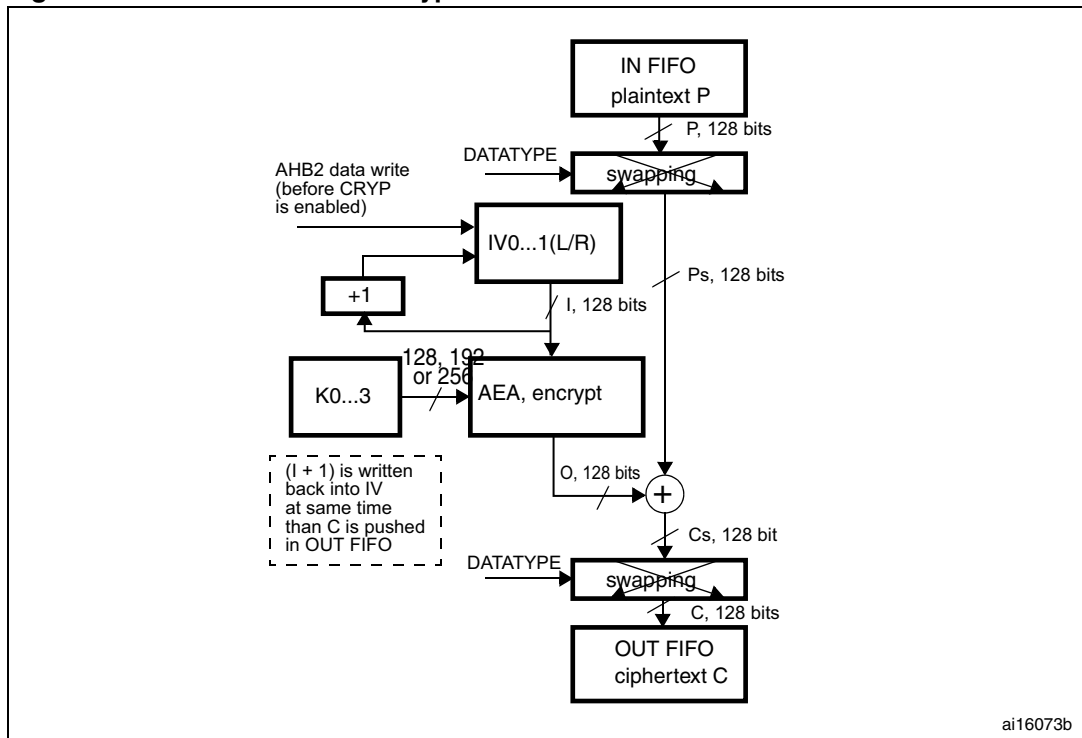 IN FIFO
plaintext P
P, 128 bits
DATATYPE
swapping
AHB2 data write
(before CRYP
is enabled)
IV0...1(L/R)
Ps, 128 bits
+1
I, 128 bits
128, 192
or 256
K0...3
AEA, encrypt
(I + 1) is written
back into IV
at same time
than C is pushed
in OUT FIFO
O, 128 bits
+
Cs, 128 bit
DATATYPE
swapping
C, 128 bits
OUT FIFO
ciphertext C
ai16073b